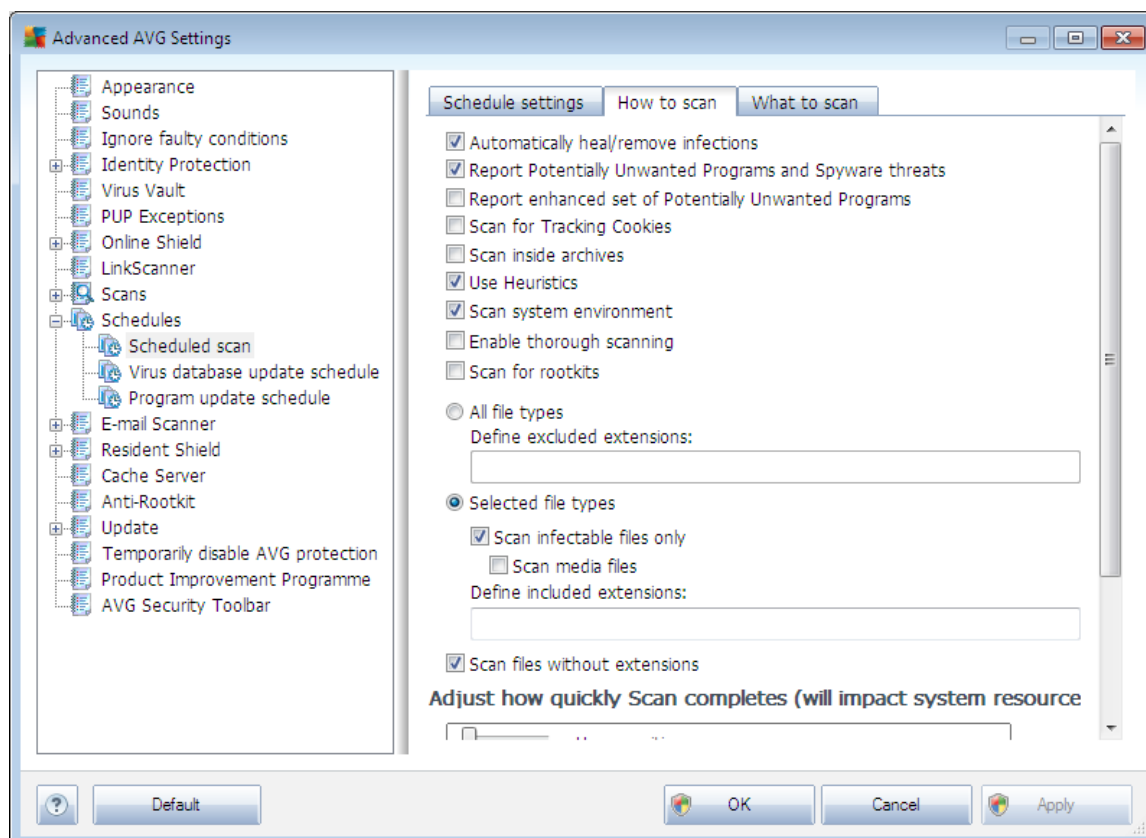 Advanced AVG Settings
Appearance
Sounds
Ignore faulty conditions
Identity Protection
Virus Vault
PUP Exceptions
Online Shield
LinkScanner
Scans
Schedules
Scheduled scan
Virus database update schedule
Program update schedule
E-mail Scanner
Resident Shield
Cache Server
Anti-Rootkit
Update
Temporarily disable AVG protection
Product Improvement Programme
AVG Security Toolbar
Schedule settings
How to scan
What to scan
Automatically heal/remove infections
Report Potentially Unwanted Programs and Spyware threats
Report enhanced set of Potentially Unwanted Programs
Scan for Tracking Cookies
Scan inside archives
Use Heuristics
Scan system environment
Enable thorough scanning
Scan for rootkits
All file types
Define excluded extensions:
Selected file types
Scan infectable files only
Scan media files
Define included extensions:
Scan files without extensions
Adjust how quickly Scan completes (will impact system resource
?
Default
OK
Cancel
Apply